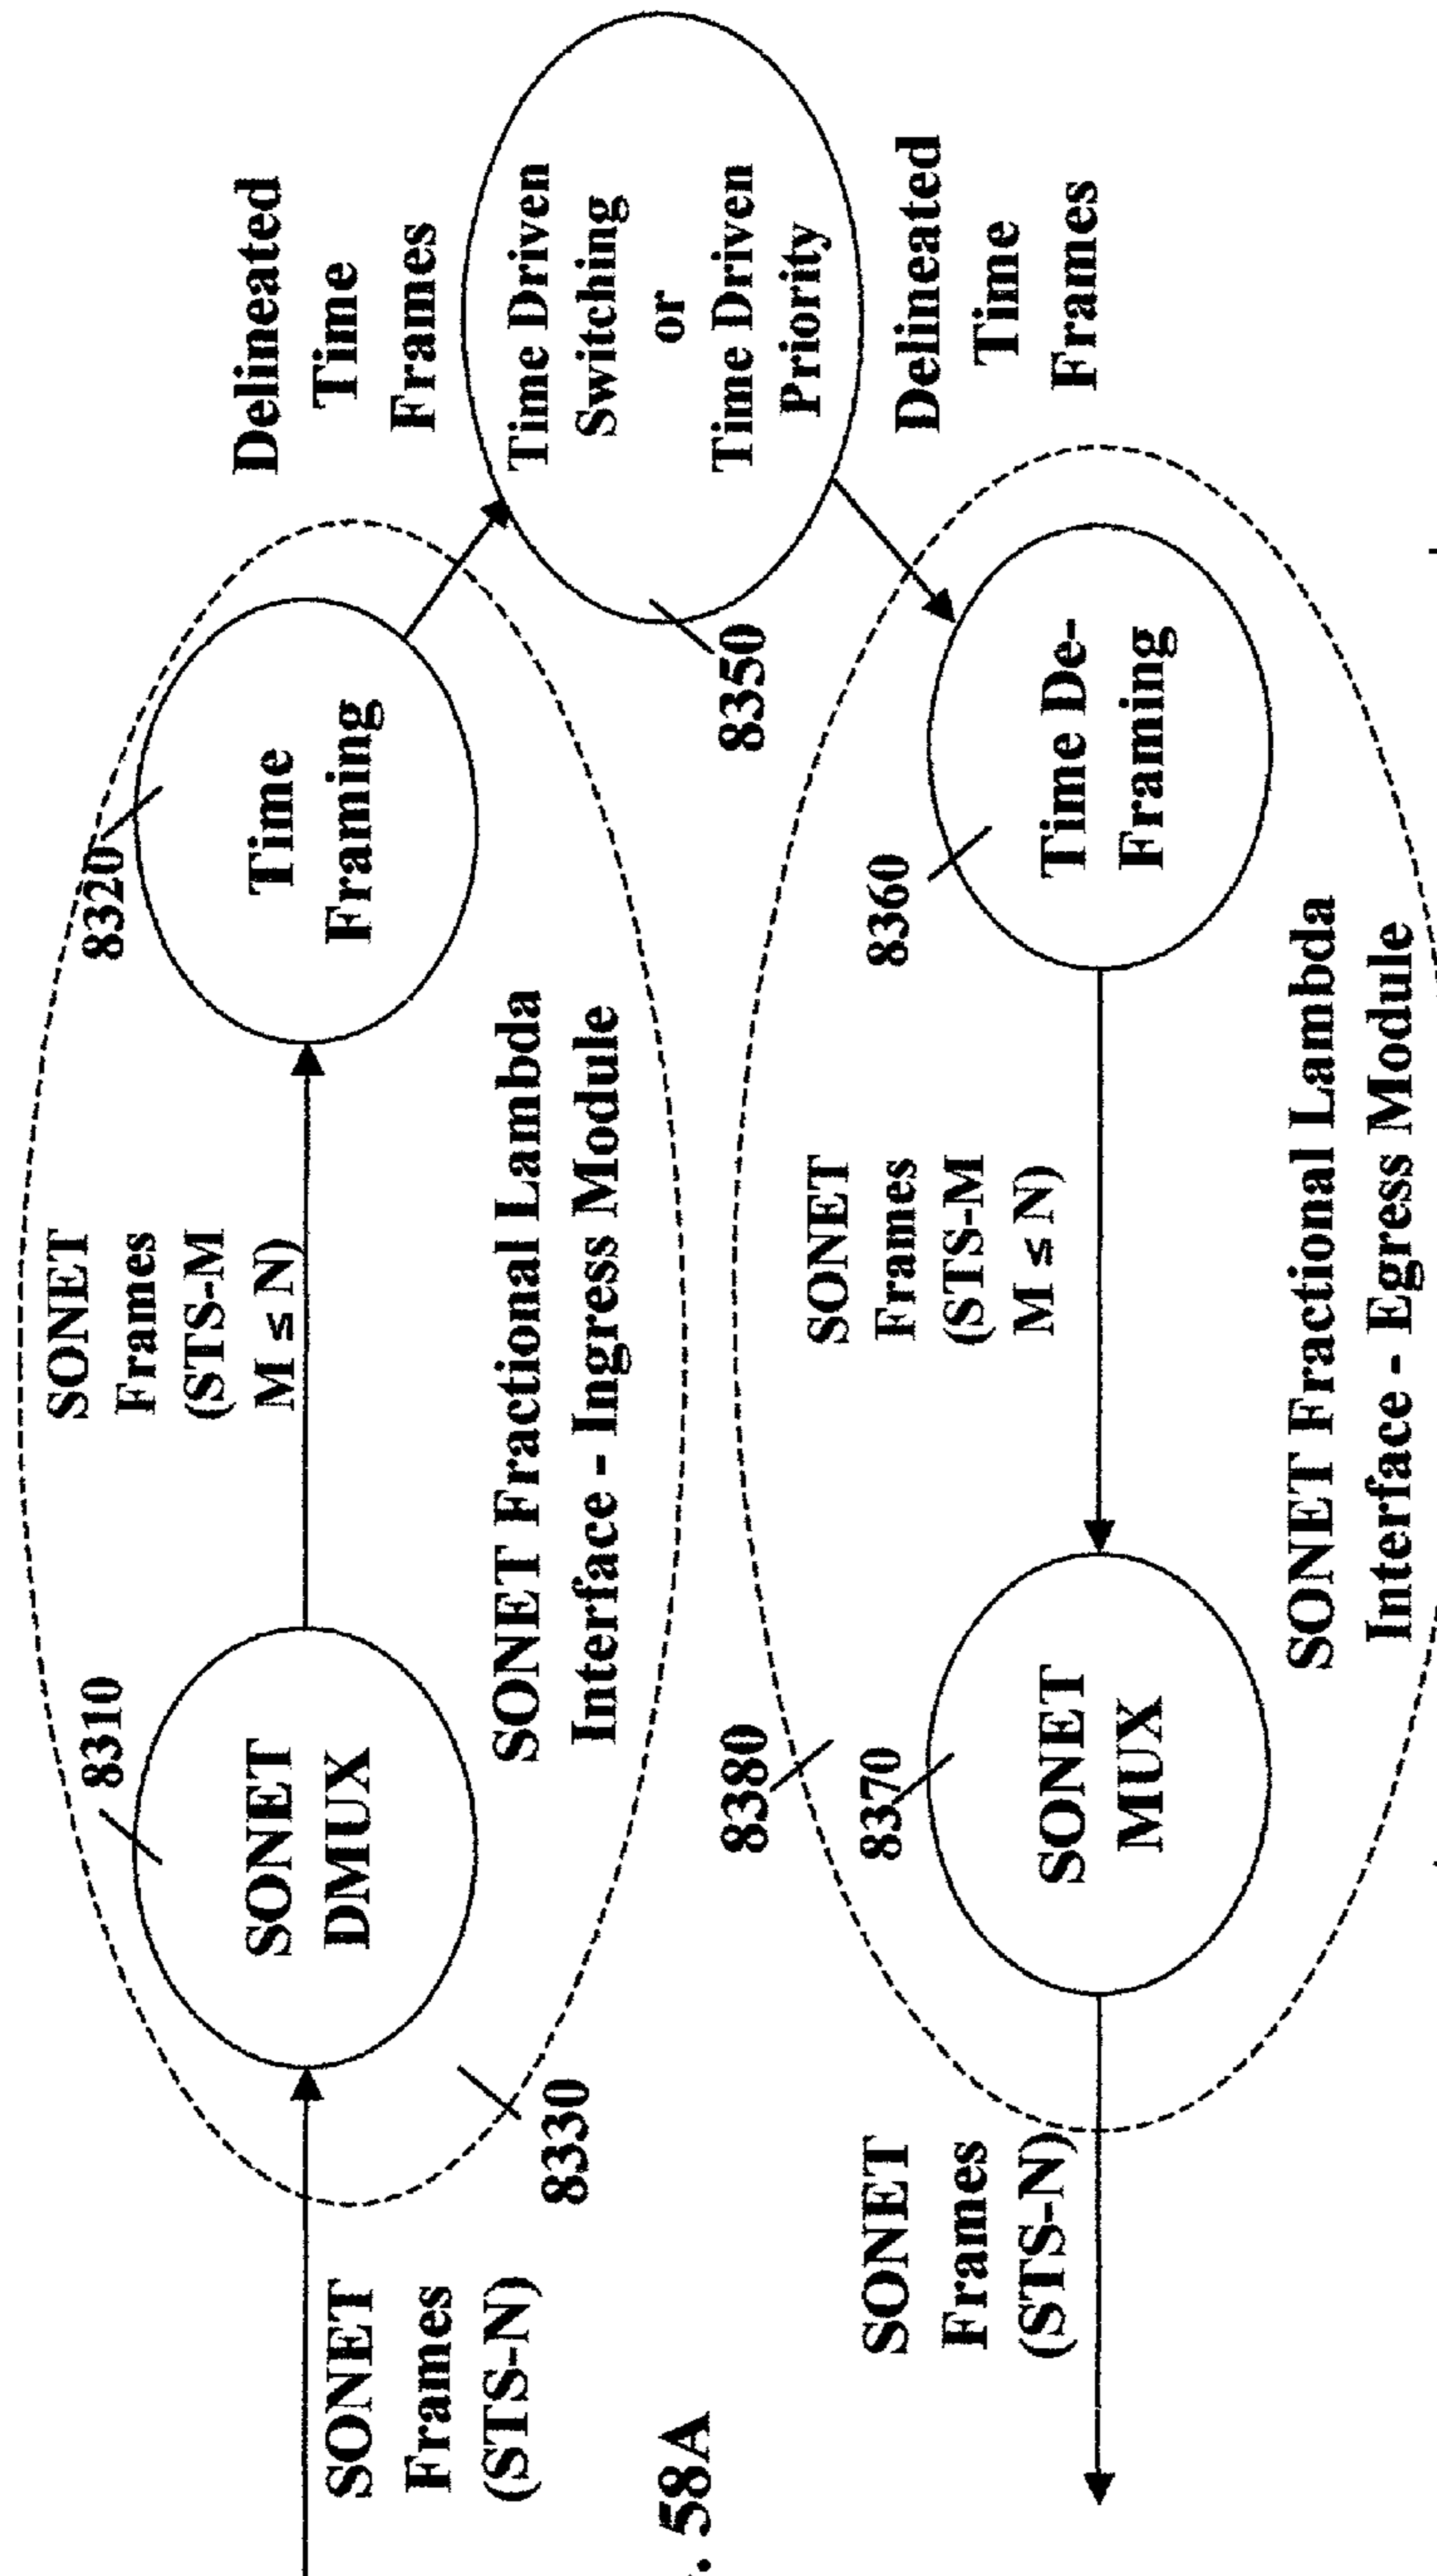 SONET
Frames
(STS-N)
8330
8310
SONET
DMUX
SONET
Frames
(STS-M
M ≤ N)
8320
Time
Framing
SONET Fractional Lambda
Interface - Ingress Module
Delineated
Time
Frames
Time Driven
Switching
or
Time Driven
Priority
8350
Delineated
Time
Frames
. 58A
8380
8370
SONET
MUX
SONET
Frames
(STS-M
M ≤ N)
8360
Time De-
Framing
SONET Fractional Lambda
Interface - Egress Module
SONET
Frames
(STS-N)